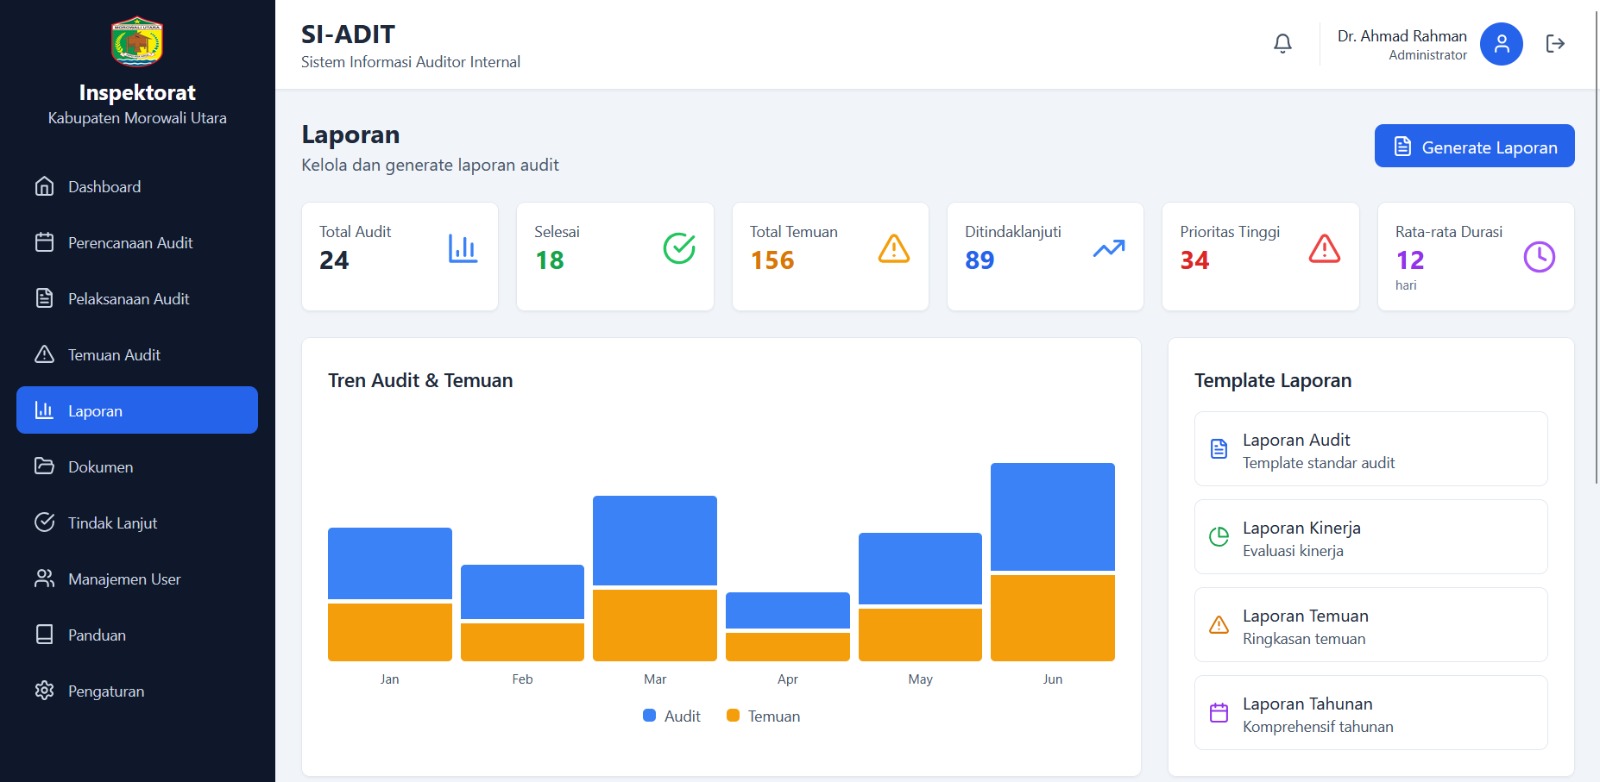 MOROWALI UTARA
Inspektorat
Kabupaten Morowali Utara
Dashboard
Perencanaan Audit
Pelaksanaan Audit
Temuan Audit
Laporan
Dokumen
Tindak Lanjut
Manajemen User
Panduan
Pengaturan
SI-ADIT
Sistem Informasi Auditor Internal
Dr. Ahmad Rahman
Administrator
Laporan
Kelola dan generate laporan audit
Generate Laporan
Total Audit
24
Selesai
18
Total Temuan
156
Ditindaklanjuti
89
Prioritas Tinggi
34
Rata-rata Durasi
12
hari
Tren Audit & Temuan
Jan
Feb
Mar
Apr
May
Jun
Audit
Temuan
Template Laporan
Laporan Audit
Template standar audit
Laporan Kinerja
Evaluasi kinerja
Laporan Temuan
Ringkasan temuan
Laporan Tahunan
Komprehensif tahunan